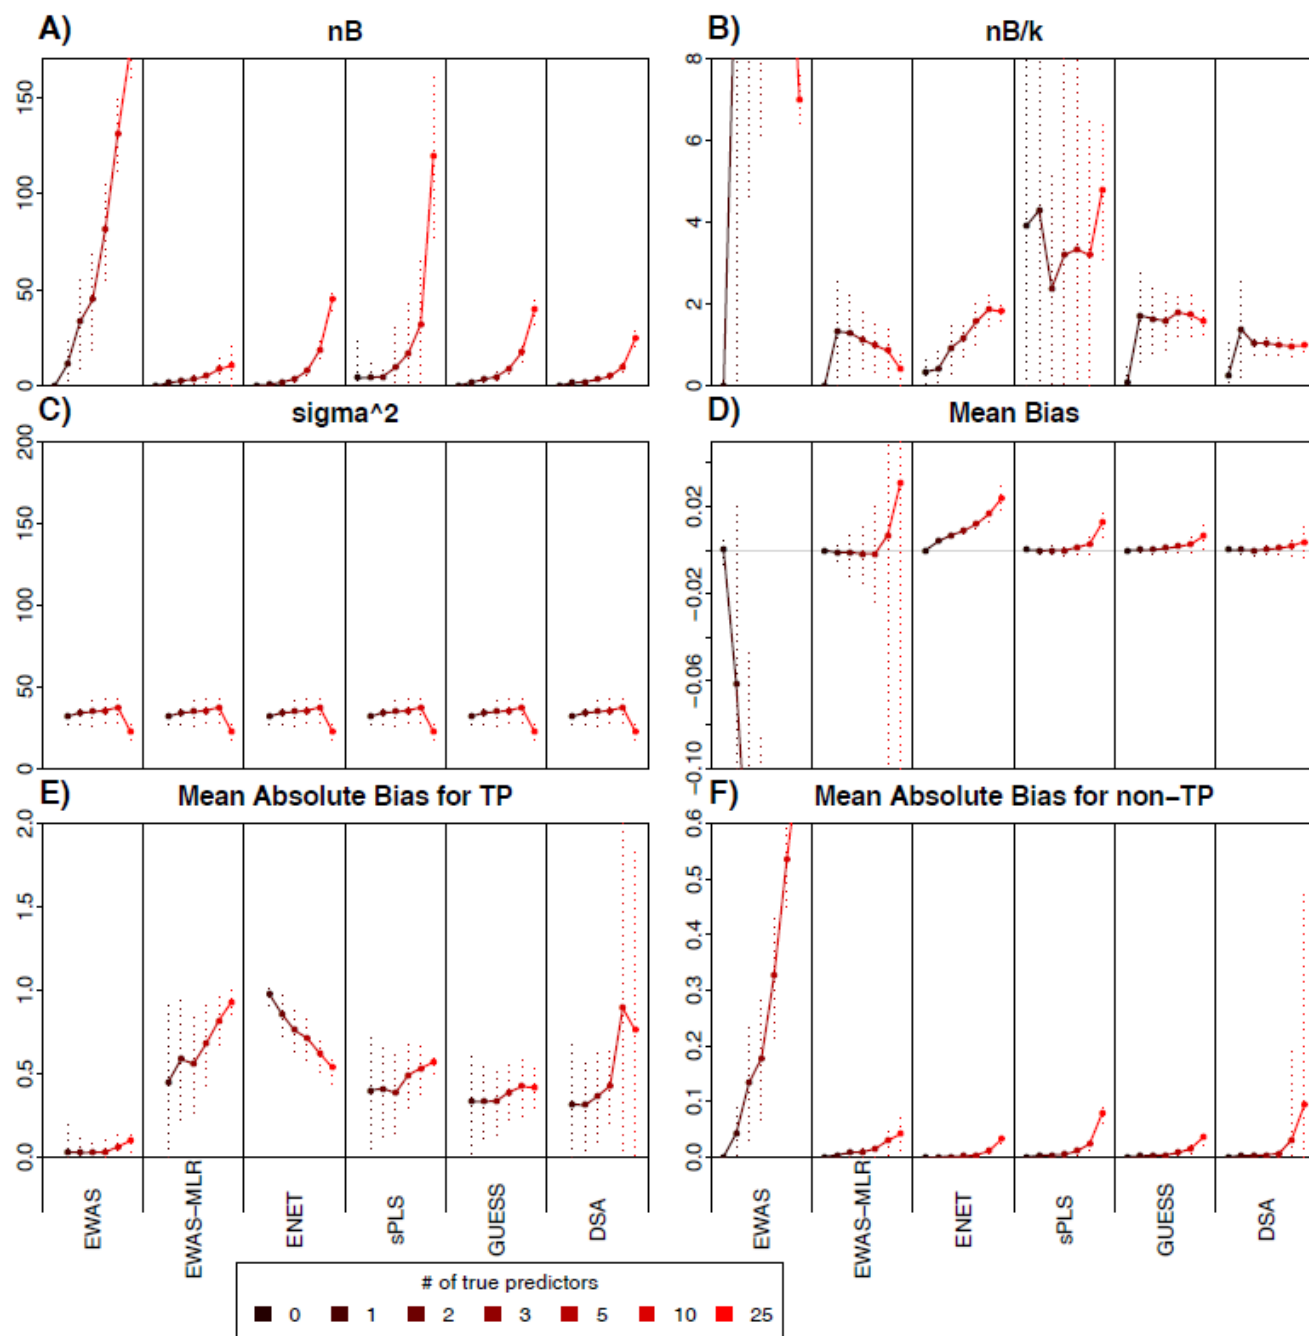 A) nB
B) nB/k
150
100
50
0
8
6
4
2
0
C) sigma^2
D) Mean Bias
200
150
100
50
0
0.02
−0.02
−0.06
−0.10
E) Mean Absolute Bias for TP
F) Mean Absolute Bias for non−TP
2.0
1.5
1.0
0.5
0.0
0.6
0.5
0.4
0.3
0.2
0.1
0.0
EWAS
EWAS−MLR
ENET
sPLS
GUESS
DSA
EWAS
EWAS−MLR
ENET
sPLS
GUESS
DSA
# of true predictors
0 1 2 3 5 10 25